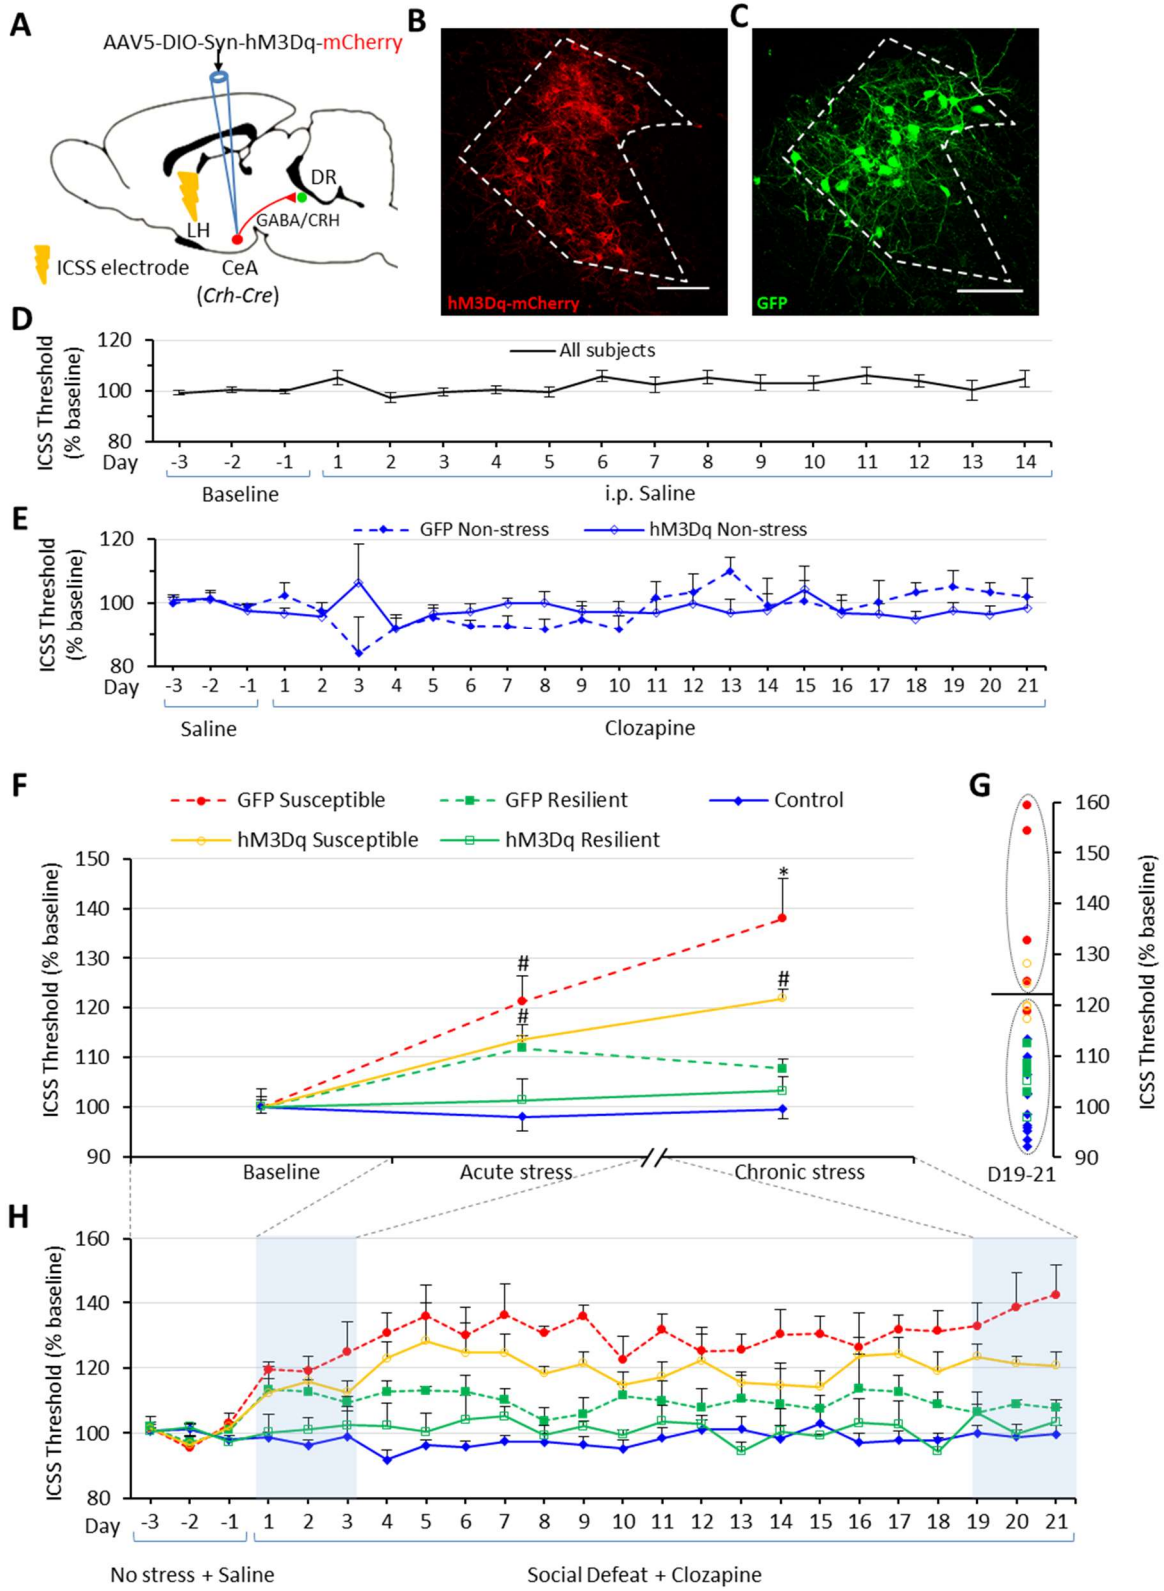 A
AAV5-DIO-Syn-hM3Dq-mCherry
DR
GABA/CRH
LH
ICSS electrode
CeA
(Crh-Cre)
B
hM3Dq-mCherry
C
GFP
D
ICSS Threshold
(% baseline)
120
100
80
All subjects
Day -3 -2 -1 1 2 3 4 5 6 7 8 9 10 11 12 13 14
Baseline i.p. Saline
E
GFP Non-stress hM3Dq Non-stress
ICSS Threshold
(% baseline)
120
100
80
Day -3 -2 -1 1 2 3 4 5 6 7 8 9 10 11 12 13 14 15 16 17 18 19 20 21
Saline Clozapine
F
GFP Susceptible GFP Resilient Control
hM3Dq Susceptible hM3Dq Resilient
ICSS Threshold (% baseline)
150
140
130
120
110
100
90
*
#
#
#
Baseline Acute stress Chronic stress
G
160
150
140
130
120
110
100
90
ICSS Threshold (% baseline)
D19-21
H
ICSS Threshold (% baseline)
160
140
120
100
80
Day -3 -2 -1 1 2 3 4 5 6 7 8 9 10 11 12 13 14 15 16 17 18 19 20 21
No stress + Saline Social Defeat + Clozapine